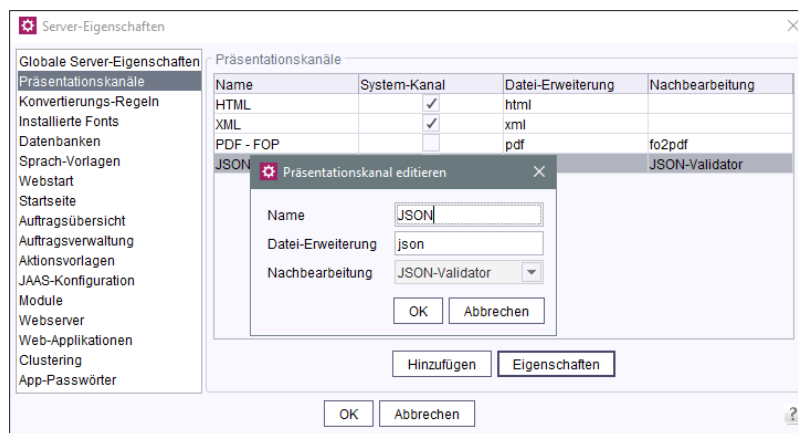 Server-Eigenschaften
Globale Server-Eigenschaften
Präsentationskanäle
Konvertierungs-Regeln
Installierte Fonts
Datenbanken
Sprach-Vorlagen
Webstart
Startseite
Auftragsübersicht
Auftragsverwaltung
Aktionsvorlagen
JAAS-Konfiguration
Module
Webserver
Web-Applikationen
Clustering
App-Passwörter
Präsentationskanäle
Name System-Kanal Datei-Erweiterung Nachbearbeitung
HTML html
XML xml
PDF - FOP pdf fo2pdf
JSON JSON-Validator
Präsentationskanal editieren
Name JSON
Datei-Erweiterung json
Nachbearbeitung JSON-Validator
OK Abbrechen
Hinzufügen Eigenschaften
OK Abbrechen ?